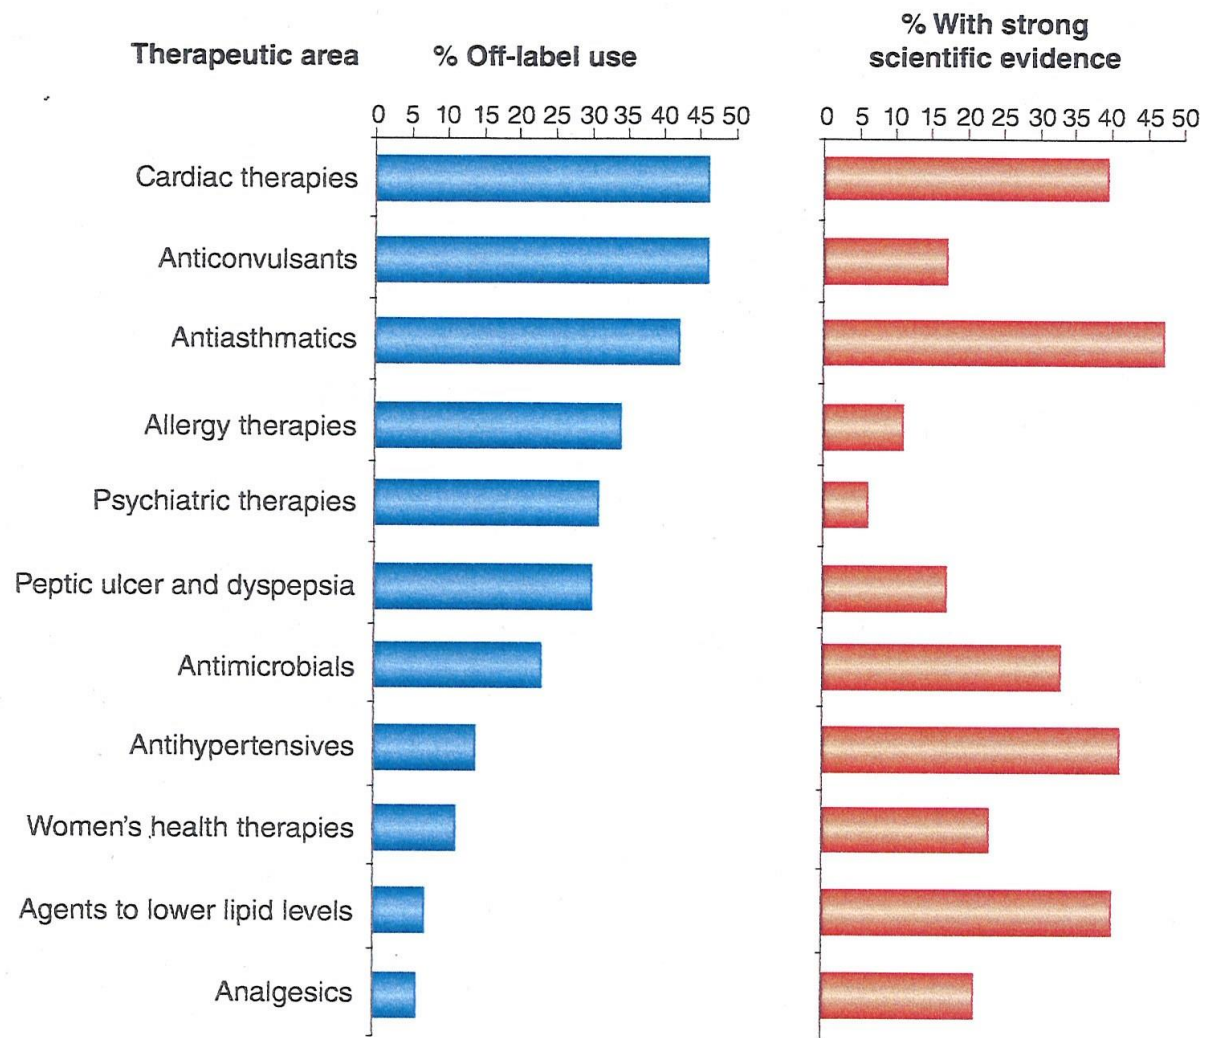 Therapeutic area
% Off-label use
% With strong
scientific evidence
0 5 10 15 20 25 30 35 40 45 50
0 5 10 15 20 25 30 35 40 45 50
Cardiac therapies
Anticonvulsants
Antiasthmatics
Allergy therapies
Psychiatric therapies
Peptic ulcer and dyspepsia
Antimicrobials
Antihypertensives
Women's health therapies
Agents to lower lipid levels
Analgesics